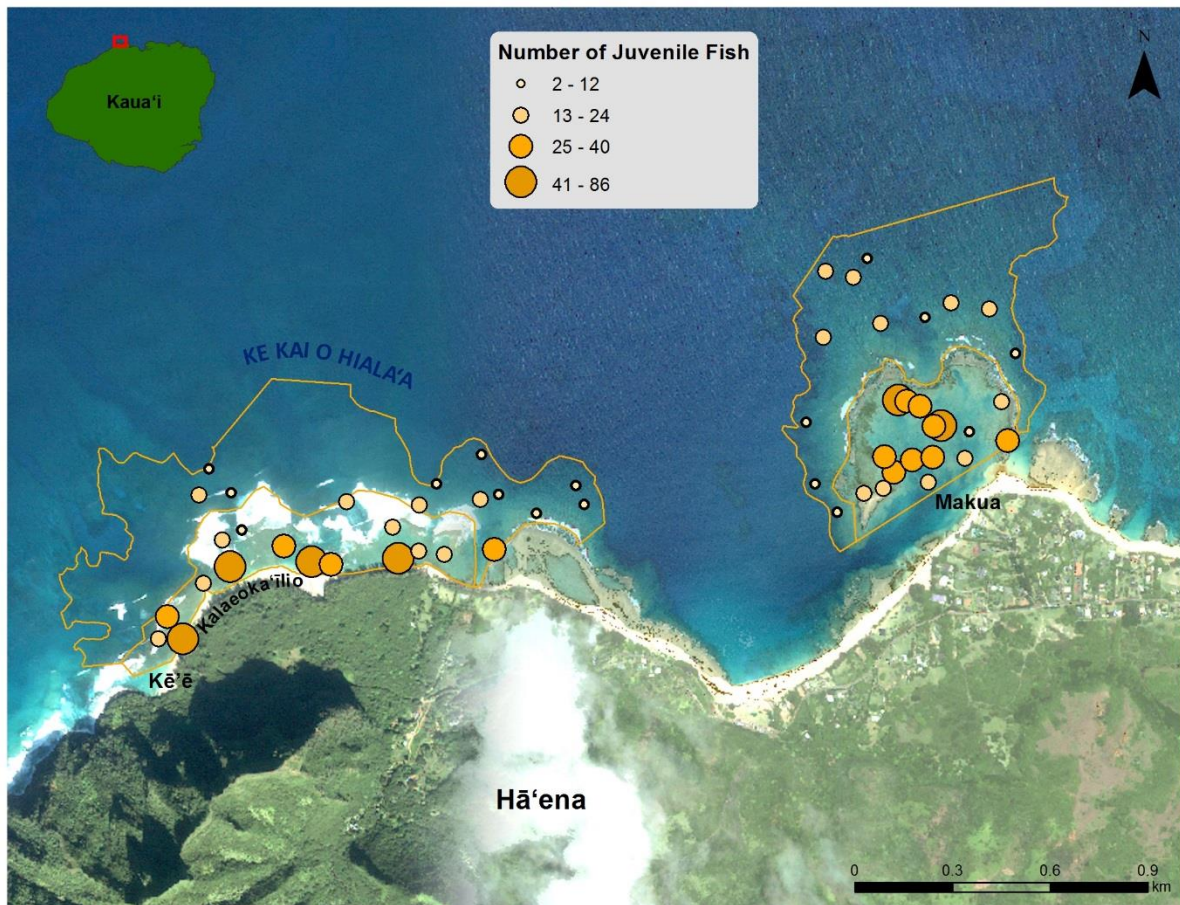 Kaua‘i
Number of Juvenile Fish
2 - 12
13 - 24
25 - 40
41 - 86
N
KE KAI O HIALA‘A
Makua
Kalaeoka‘īlio
Kē’ē
Hā‘ena
0 0.3 0.6 0.9
km